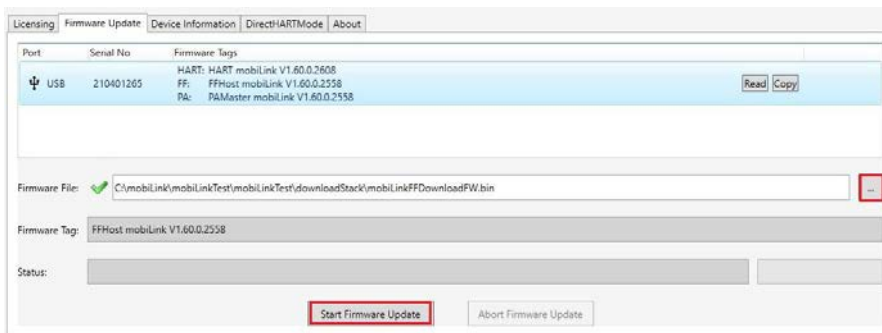 Licensing Firmware Update Device Information DirectHARTMode About
Port Serial No Firmware Tags
HART: HART mobiLink V1.60.0.2608
USB 210401265 FF: FFHost mobiLink V1.60.0.2558 Read Copy
PA: PAMaster mobiLink V1.60.0.2558
Firmware File: C:\mobiLink\mobiLinkTest\mobiLinkTest\downloadStack\mobiLinkFFDownloadFW.bin ...
Firmware Tag: FFHost mobiLink V1.60.0.2558
Status:
Start Firmware Update Abort Firmware Update